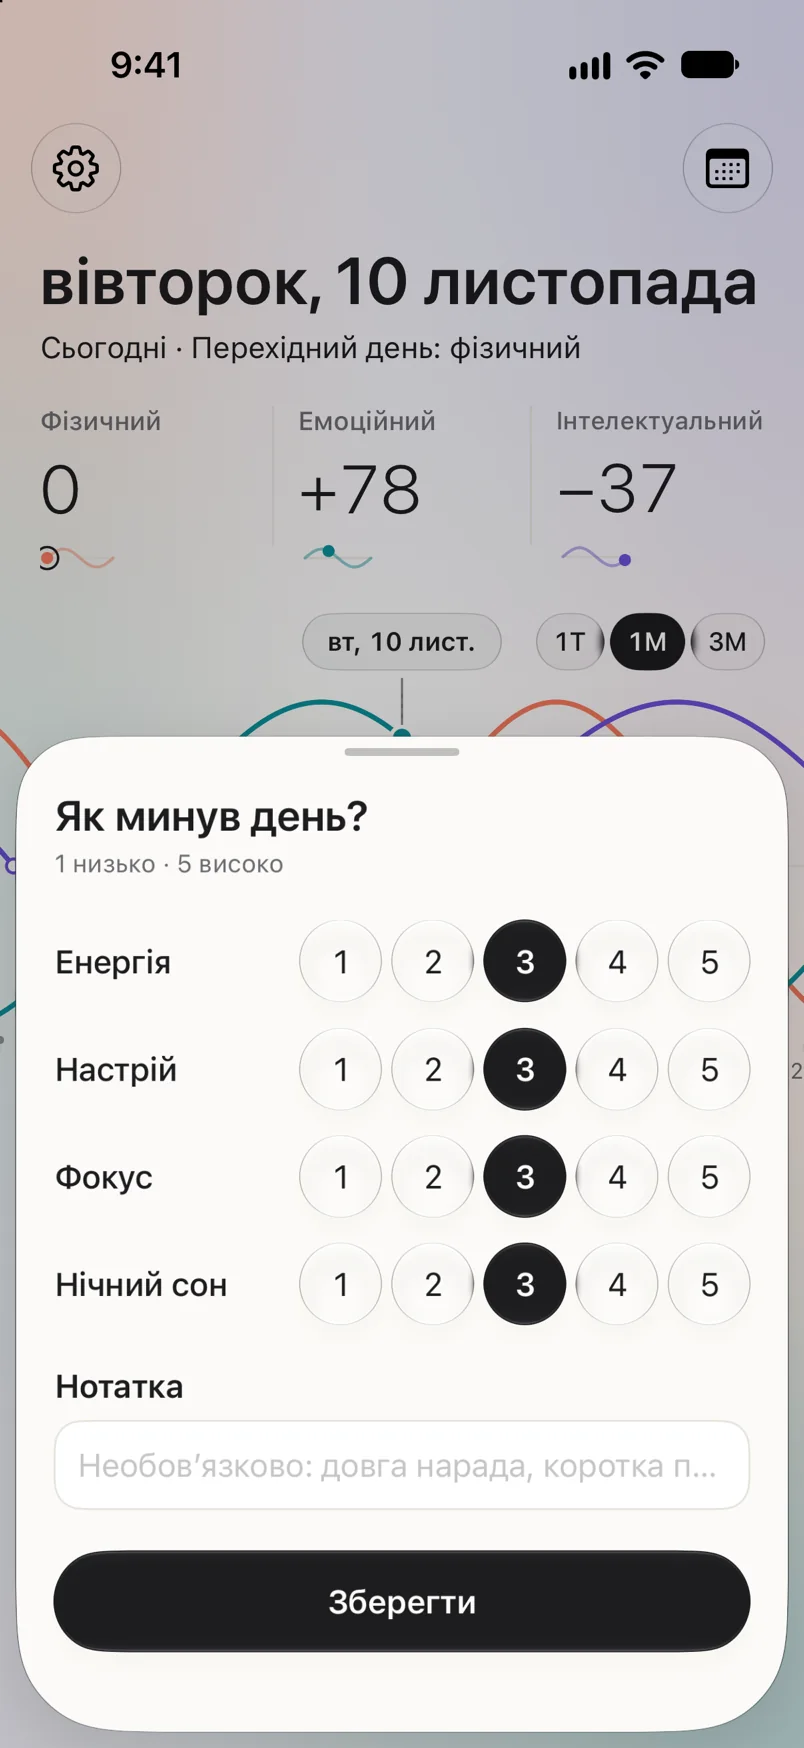 9:41
вівторок, 10 листопада
Сьогодні · Перехідний день: фізичний
Фізичний
Емоційний
Інтелектуальний
0
+78
−37
вт, 10 лист.
1Т
1М
3М
Як минув день?
1 низько · 5 високо
Енергія 1 2 3 4 5
Настрій 1 2 3 4 5
Фокус 1 2 3 4 5
Нічний сон 1 2 3 4 5
Нотатка
Необов’язково: довга нарада, коротка п...
Зберегти